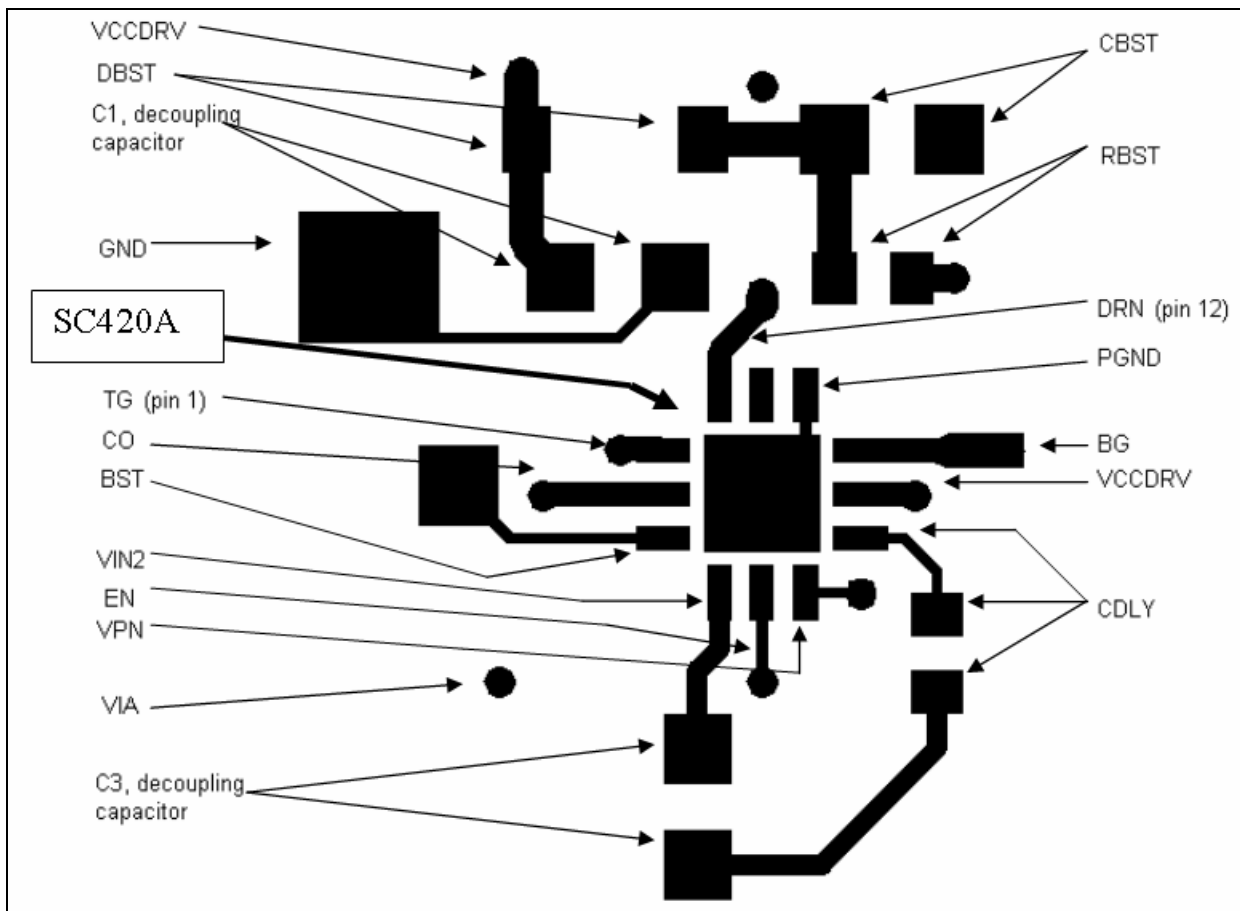 VCCDRV
DBST
C1, decoupling
capacitor
GND
SC420A
TG (pin 1)
CO
BST
VIN2
EN
VPN
VIA
C3, decoupling
capacitor
CBST
RBST
DRN (pin 12)
PGND
BG
VCCDRV
CDLY